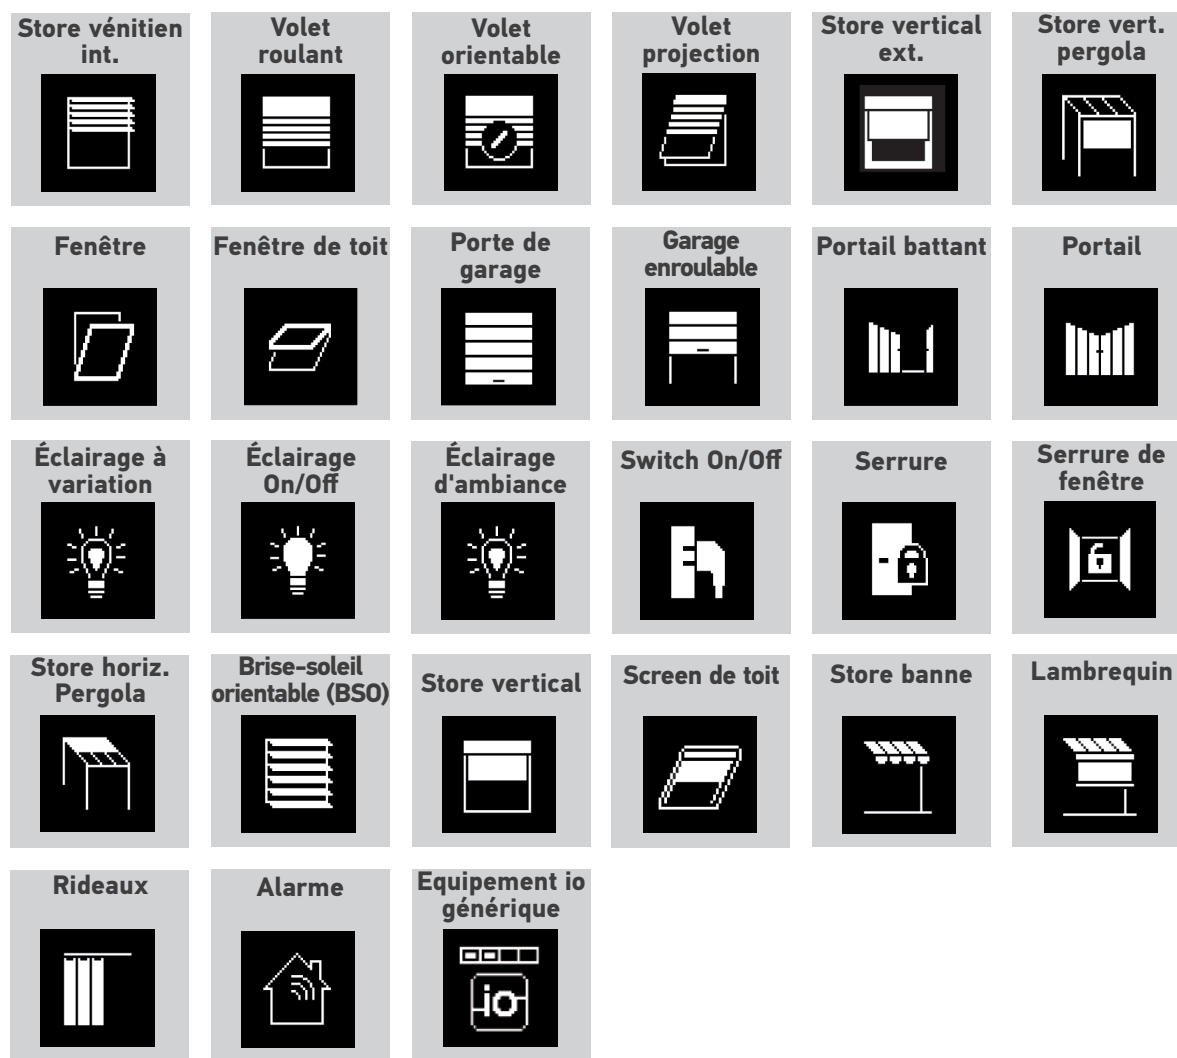 Store vénitien
int.
Volet
roulant
Volet
orientable
Volet
projection
Store vertical
ext.
Store vert.
pergola
Fenêtre
Fenêtre de toit
Porte de
garage
Garage
enroulable
Portail battant
Portail
Éclairage à
variation
Éclairage
On/Off
Éclairage
d'ambiance
Switch On/Off
Serrure
Serrure de
fenêtre
Store horiz.
Pergola
Brise-soleil
orientable (BSO)
Store vertical
Screen de toit
Store banne
Lambrequin
Rideaux
Alarme
Equipement io
générique
io